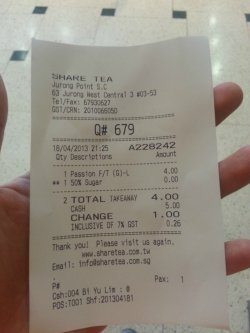 SHARE TEA
Jurong Point S.C
63 Jurong West Central 3 #03-53
Tel/Fax: 67930627
GST/CRN: 201006605D
Q# 679
18/04/2013 21:25 A228242
Qty Descriptions Amount
1 Passion F/T (G)-L 4.00
** 1 50% Sugar 0.00
2 TOTAL TAKEAWAY 4.00
CASH 5.00
CHANGE 1.00
INCLUSIVE OF 7% GST 0.26
Thank you! Please visit us again.
www.sharetea.com.tw
Email: info@sharetea.com.sg
P# Pax: 1
Csh:004 Bi Yu Lim : 0
POS:T001 Shf:201304181